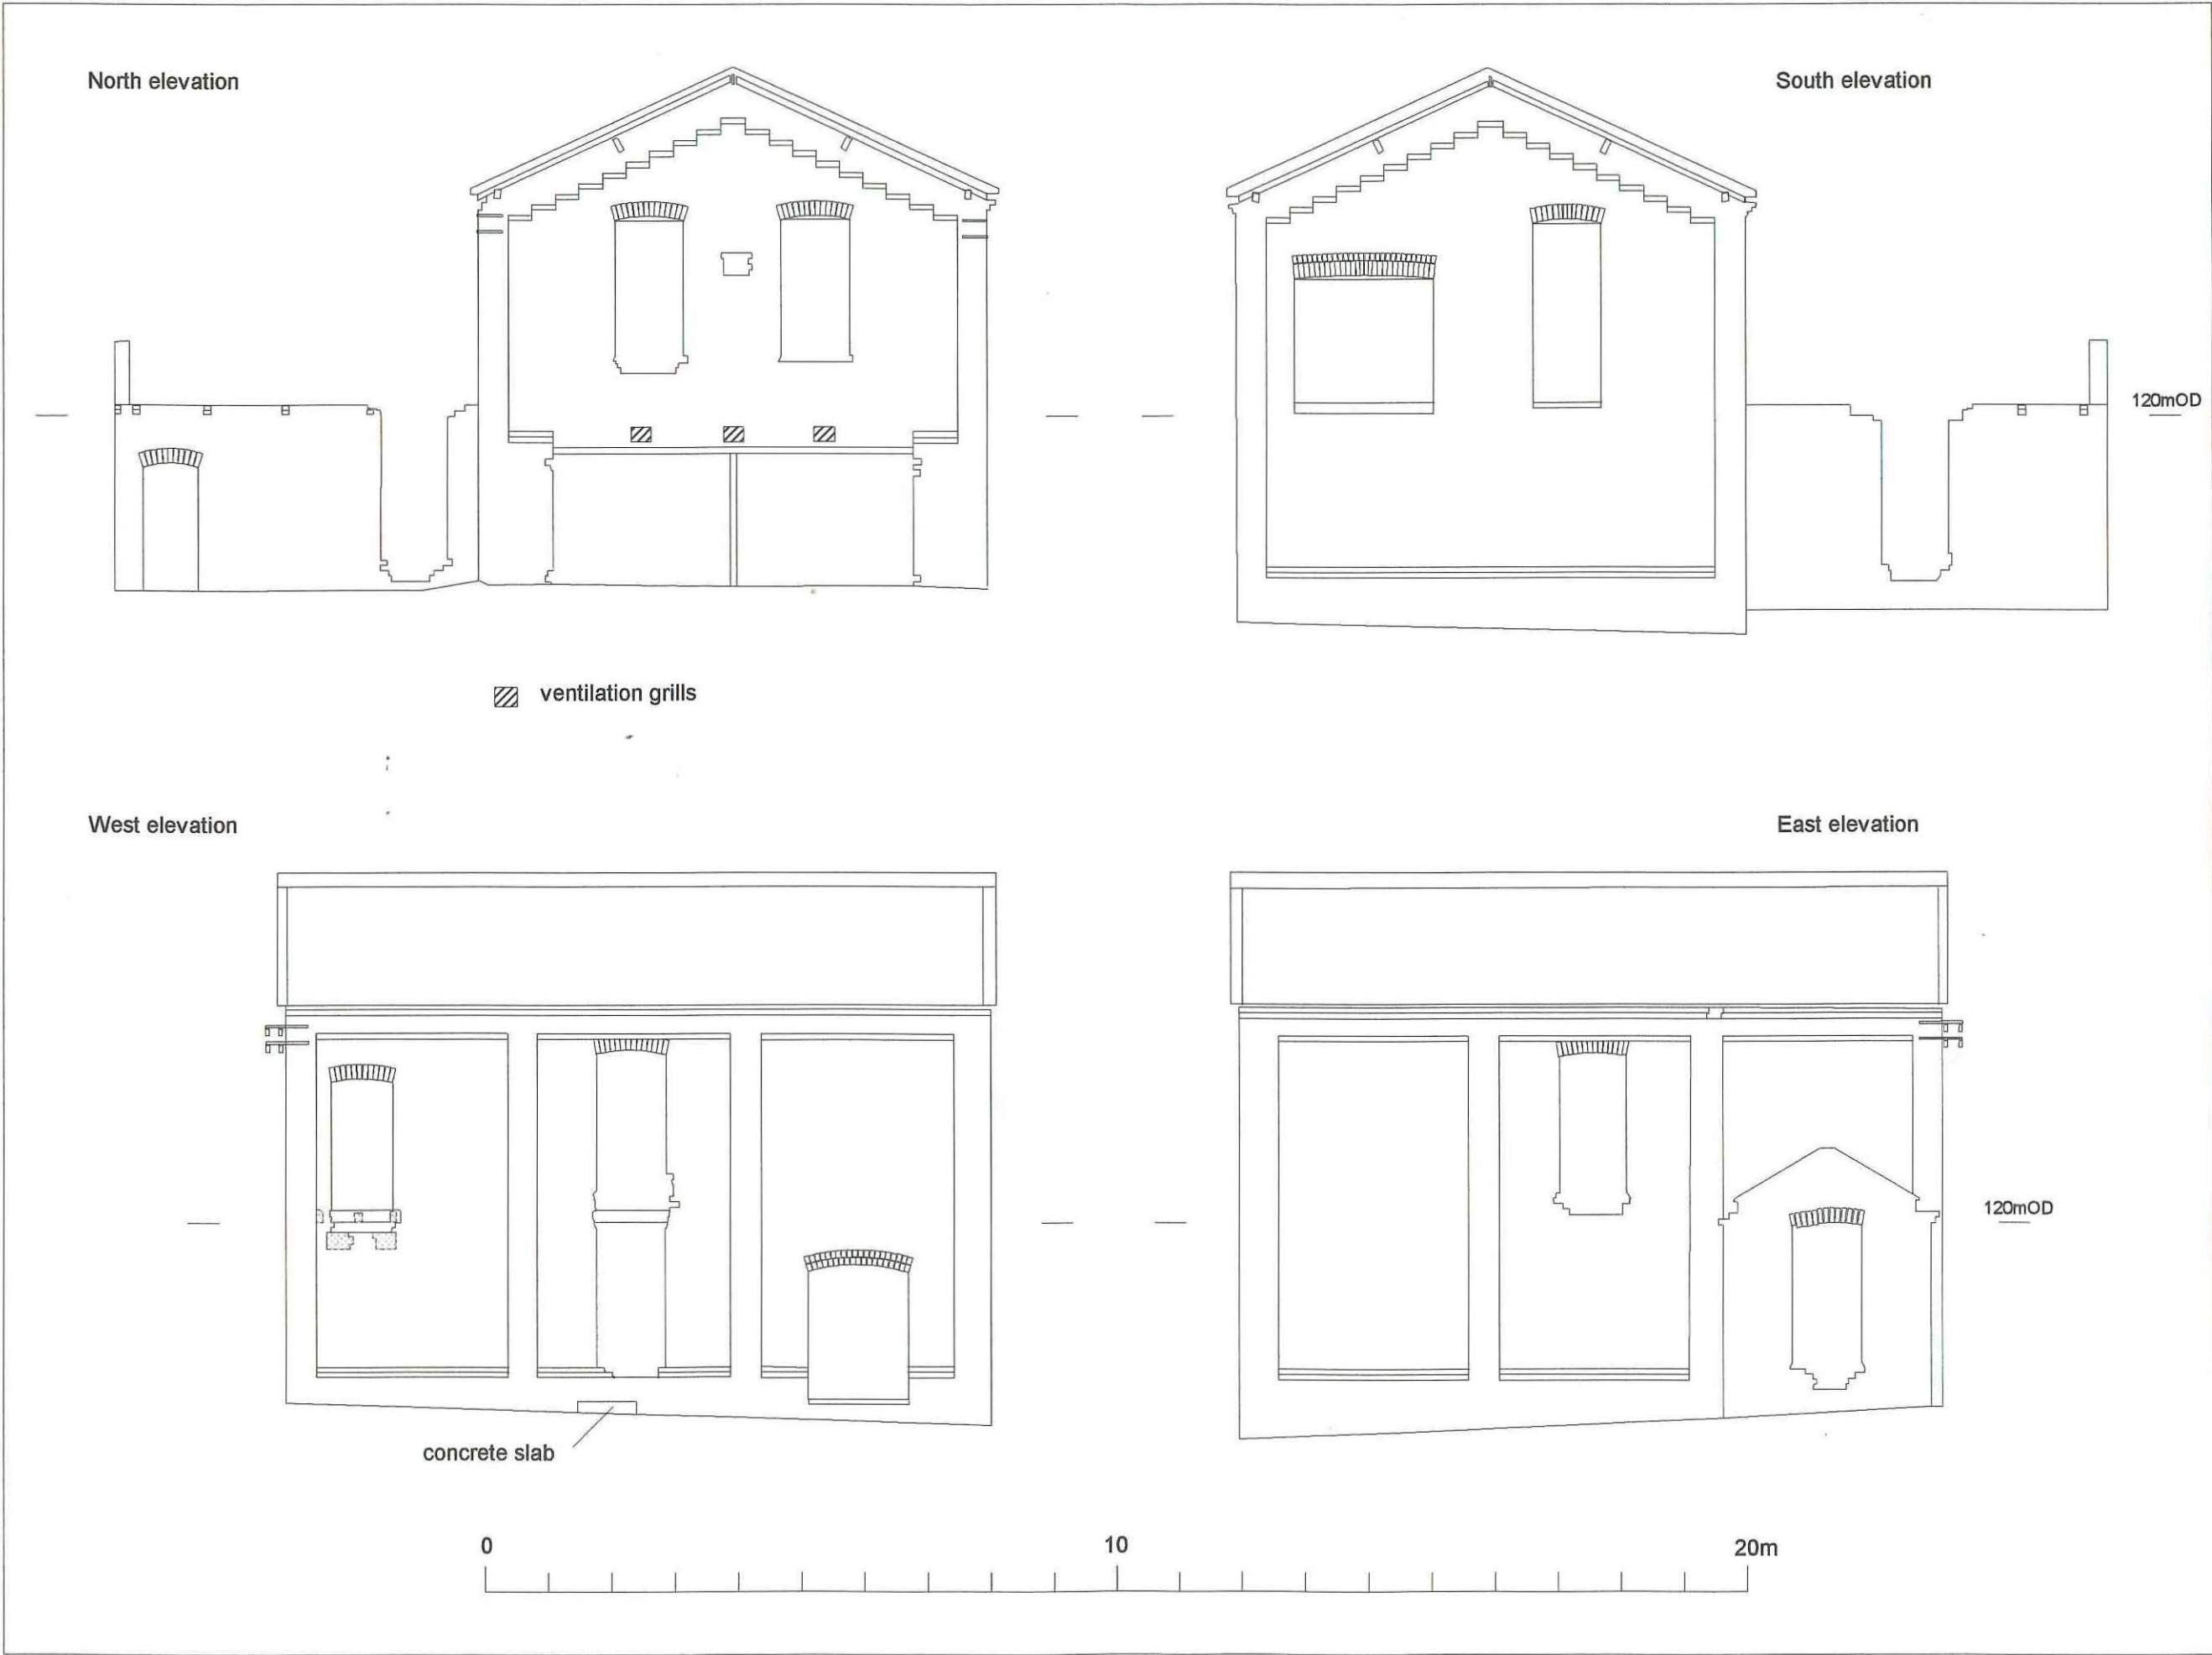 North elevation
South elevation
120mOD
ventilation grills
West elevation
East elevation
120mOD
concrete slab
0 10 20m